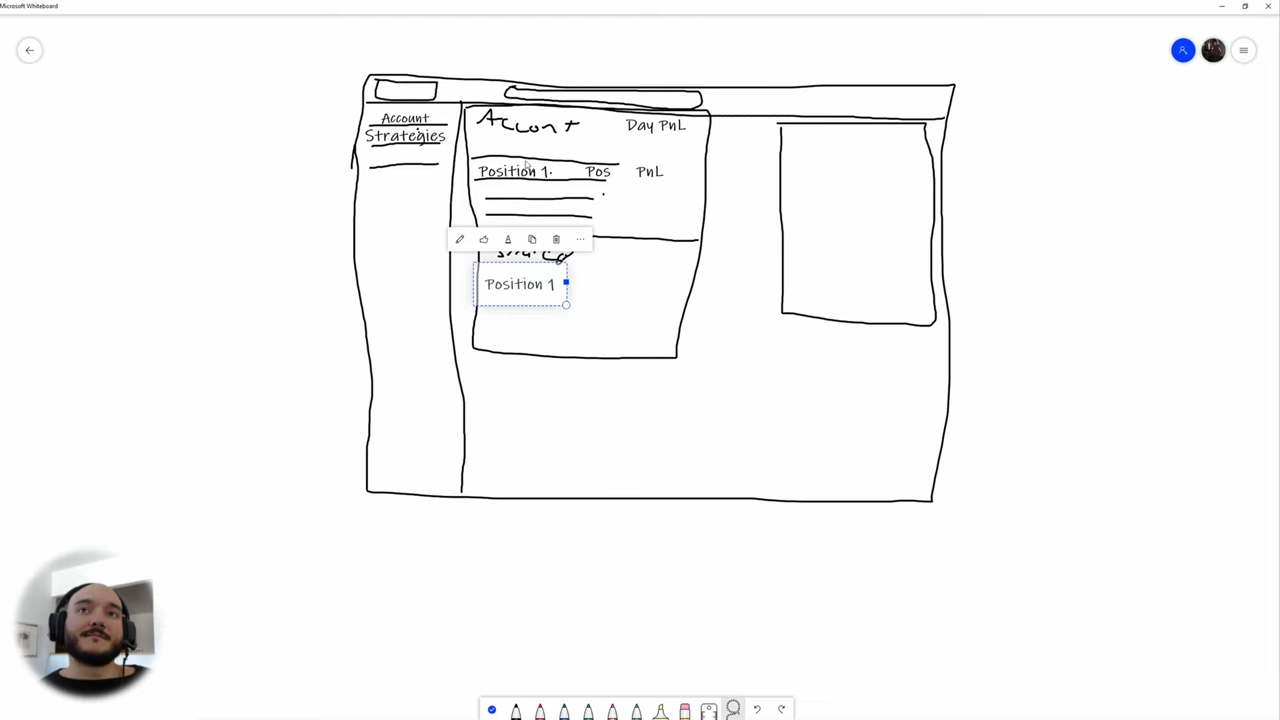 Microsoft Whiteboard
Account
Strategies
Account
Day PnL
Position 1.
Pos
PnL
Position 1